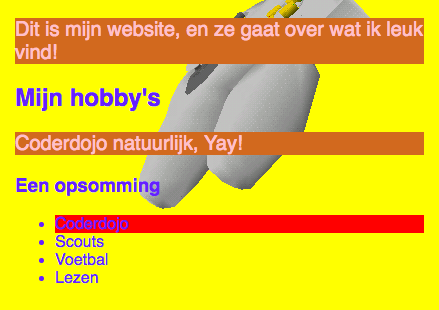 Dit is mijn website, en ze gaat over wat ik leuk
vind!
Mijn hobby's
Coderdojo natuurlijk, Yay!
Een opsomming
Coderdojo
Scouts
Voetbal
Lezen